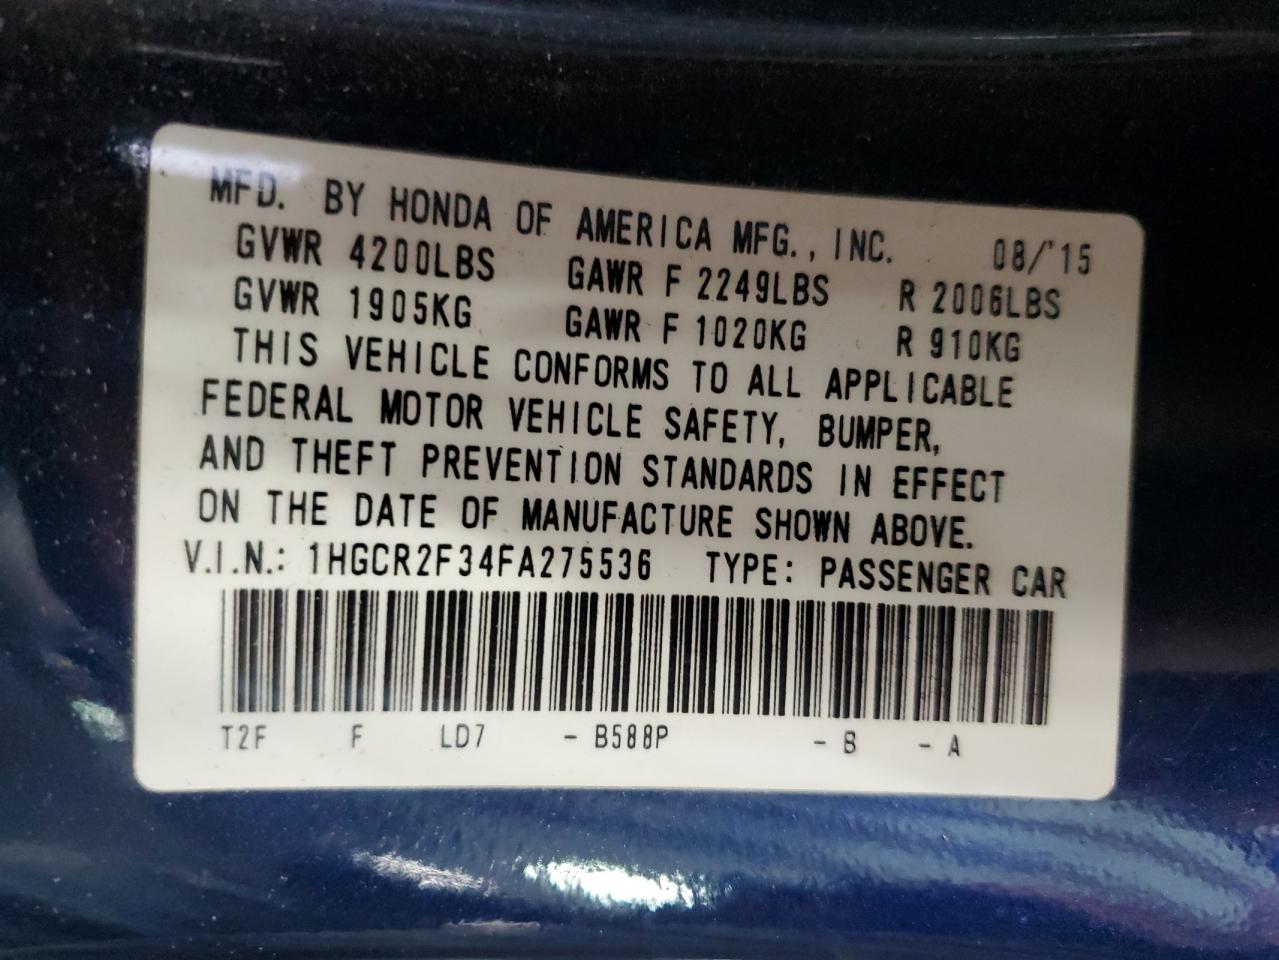 MFD. BY HONDA OF AMERICA MFG., INC. 08/15
GVWR 4200LBS GAWR F 2249LBS R 2006LBS
GVWR 1905KG GAWR F 1020KG R 910KG
THIS VEHICLE CONFORMS TO ALL APPLICABLE
FEDERAL MOTOR VEHICLE SAFETY, BUMPER,
AND THEFT PREVENTION STANDARDS IN EFFECT
ON THE DATE OF MANUFACTURE SHOWN ABOVE.
V.I.N.: 1HGCR2F34FA275536 TYPE: PASSENGER CAR
T2F F LD7 - B588P - B - A